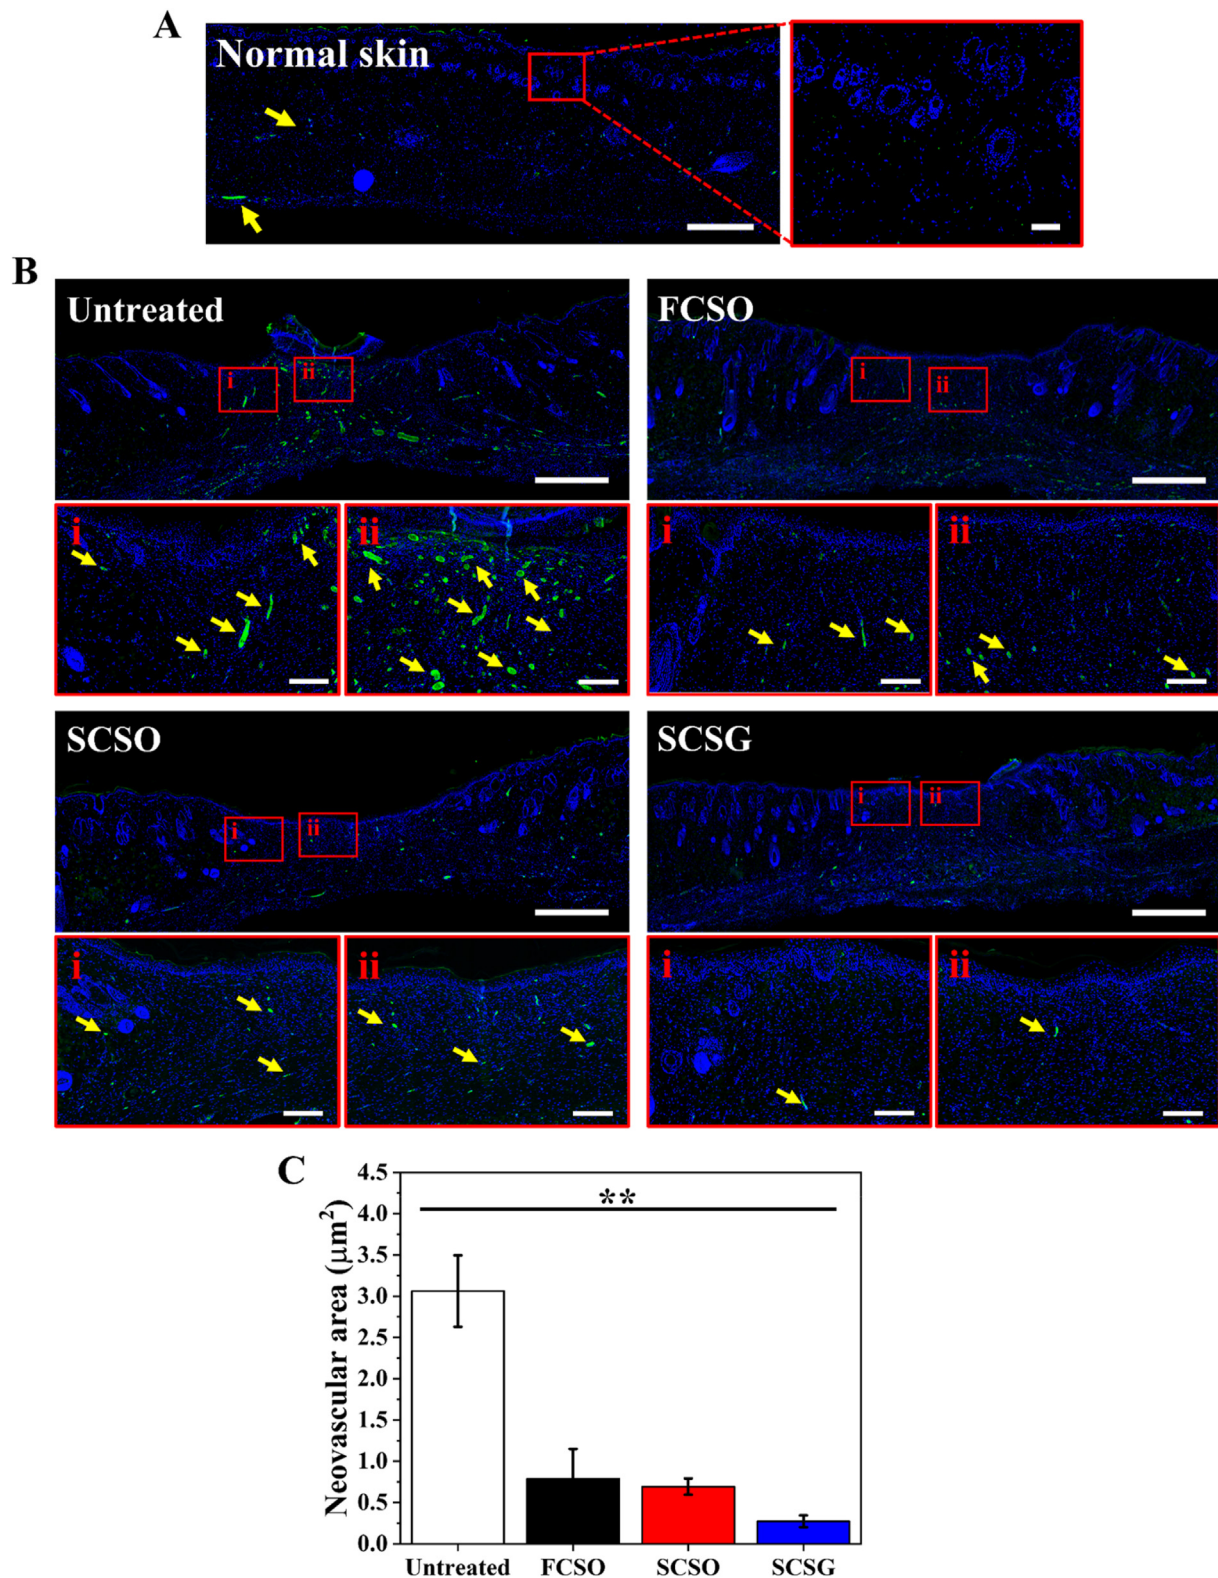 A
Normal skin
B
Untreated
i
ii
i
ii
FCSO
i
ii
i
ii
SCSO
i
ii
i
ii
SCSG
i
ii
i
ii
C
Neovascular area (μm²)
4.5
4.0
3.5
3.0
2.5
2.0
1.5
1.0
0.5
0.0
**
Untreated FCSO SCSO SCSG